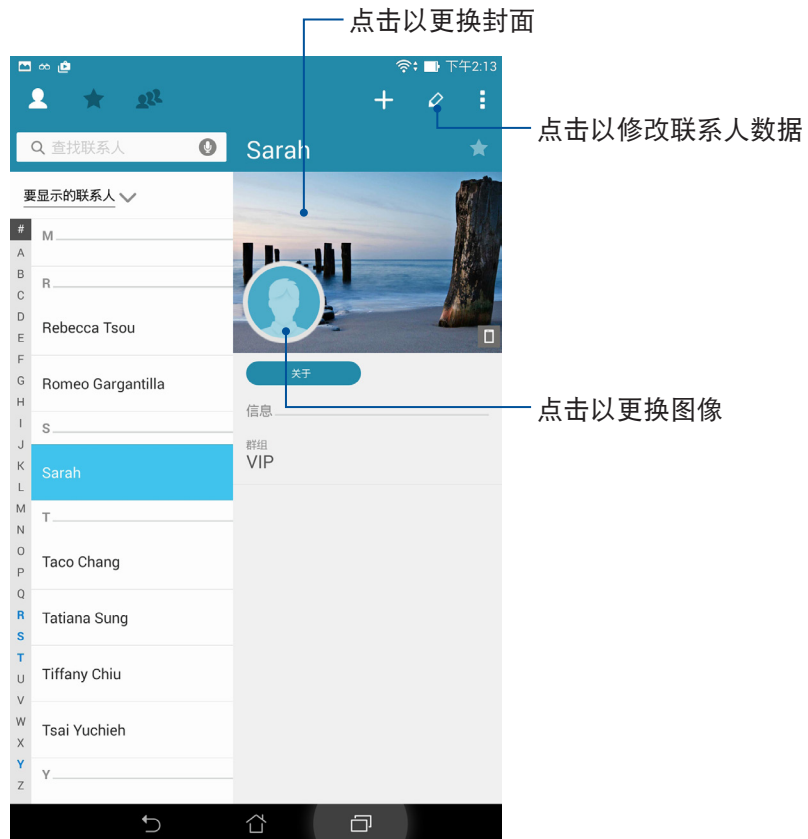 点击以更换封面
下午2:13
点击以修改联系人数据
查找联系人
Sarah
要显示的联系人
#
A
B
C
D
E
F
G
H
I
J
K
L
M
N
O
P
Q
R
S
T
U
V
W
X
Y
Z
M
R
Rebecca Tsou
Romeo Gargantilla
S
Sarah
T
Taco Chang
Tatiana Sung
Tiffany Chiu
Tsai Yuchieh
Y
关于
点击以更换图像
信息
群组
VIP